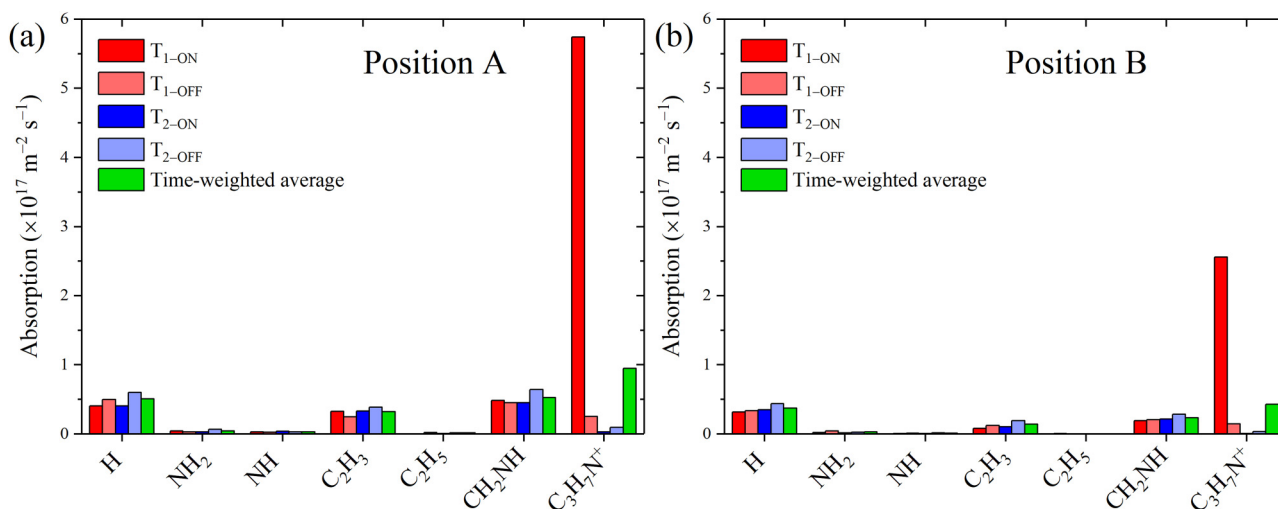 (a)
Position A
T1–ON
T1–OFF
T2–ON
T2–OFF
Time-weighted average
Absorption (×10^17 m^−2 s^−1)
6
5
4
3
2
1
0
H
NH2
NH
C2H3
C2H5
CH2NH
C3H7N+
(b)
Position B
T1–ON
T1–OFF
T2–ON
T2–OFF
Time-weighted average
Absorption (×10^17 m^−2 s^−1)
6
5
4
3
2
1
0
H
NH2
NH
C2H3
C2H5
CH2NH
C3H7N+